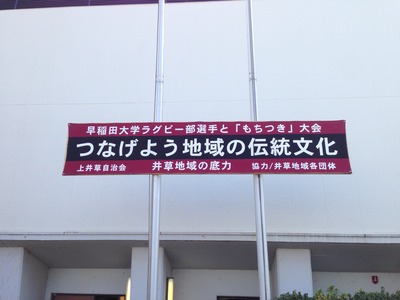 早稲田大学ラグビー部選手と「もちつき」大会
つなげよう地域の伝統文化
上井草自治会 井草地域の底力 協力/井草地域各団体